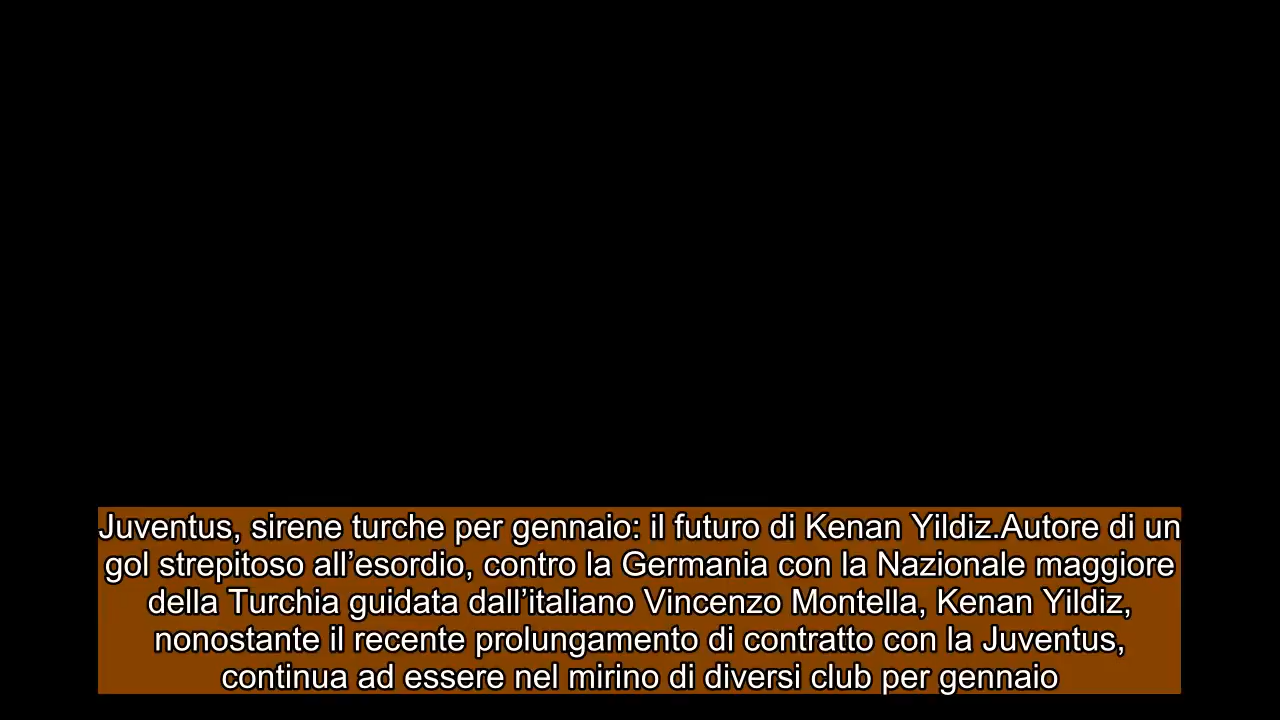 Juventus, sirene turche per gennaio: il futuro di Kenan Yildiz.Autore di un
gol strepitoso all’esordio, contro la Germania con la Nazionale maggiore
della Turchia guidata dall’italiano Vincenzo Montella, Kenan Yildiz,
nonostante il recente prolungamento di contratto con la Juventus,
continua ad essere nel mirino di diversi club per gennaio